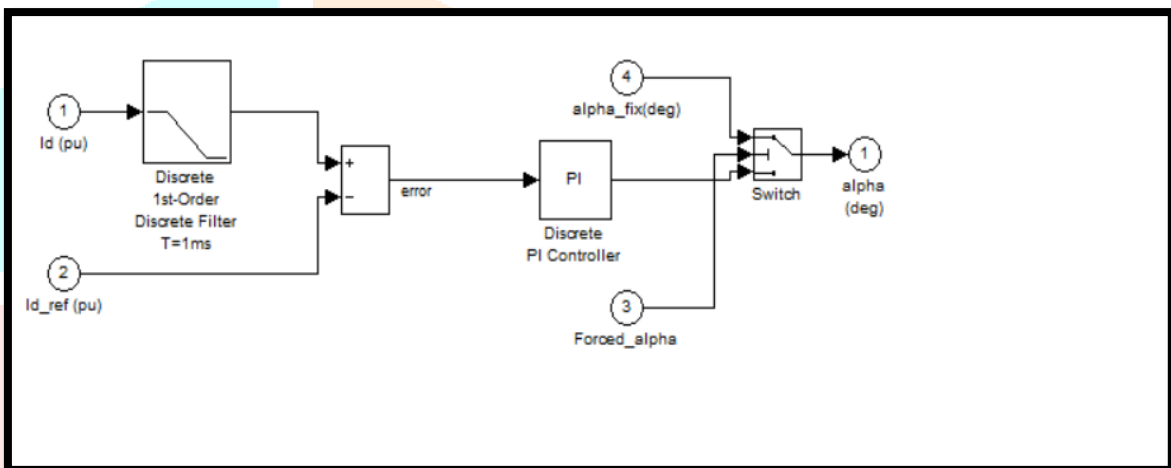 1
Id (pu)
Discrete
1st-Order
Discrete Filter
T=1ms
2
Id_ref (pu)
+
−
error
PI
Discrete
PI Controller
4
alpha_fix(deg)
3
Forced_alpha
Switch
1
alpha
(deg)